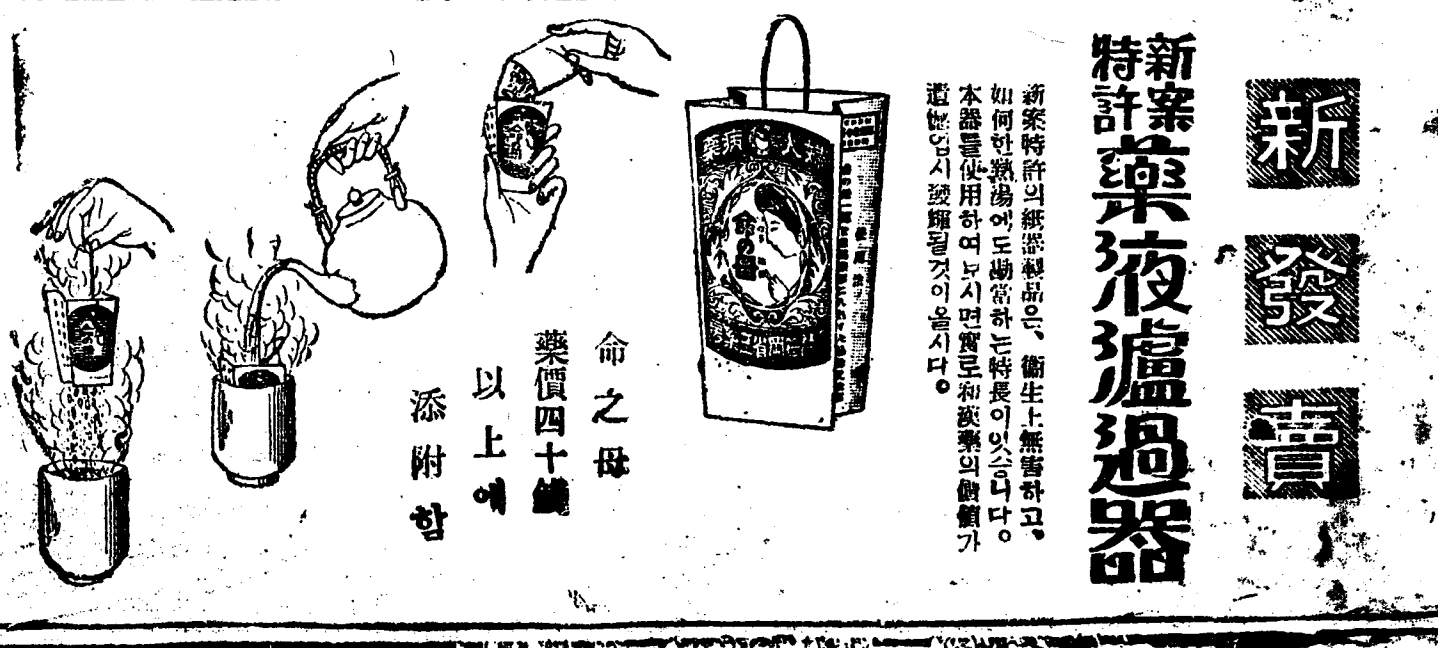 新發賣
新案
特許
藥液濾過器
新案特許의紙漉製品은、衞生上無害하고、
如何한熱湯에도勘當하는特長이잇슴니다。
本器를使用하여보시면實로和漢藥의價値가
遺憾업시發揮될것이올시다。
命の母
命之母
藥價四十錢
以上에
添附함